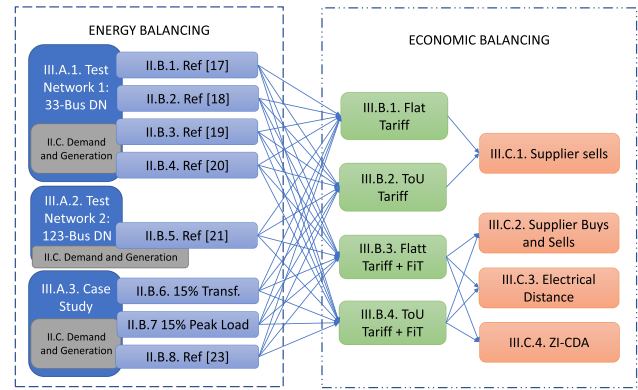 ENERGY BALANCING
III.A.1. Test
Network 1:
33-Bus DN
II.C. Demand
and Generation
II.B.1. Ref [17]
II.B.2. Ref [18]
II.B.3. Ref [19]
II.B.4. Ref [20]
III.A.2. Test
Network 2:
123-Bus DN
II.B.5. Ref [21]
II.C. Demand and Generation
III.A.3. Case
Study
II.C. Demand
and Generation
II.B.6. 15% Transf.
II.B.7 15% Peak Load
II.B.8. Ref [23]
ECONOMIC BALANCING
III.B.1. Flat
Tariff
III.B.2. ToU
Tariff
III.B.3. Flatt
Tariff + FiT
III.B.4. ToU
Tariff + FiT
III.C.1. Supplier sells
III.C.2. Supplier Buys
and Sells
III.C.3. Electrical
Distance
III.C.4. ZI-CDA